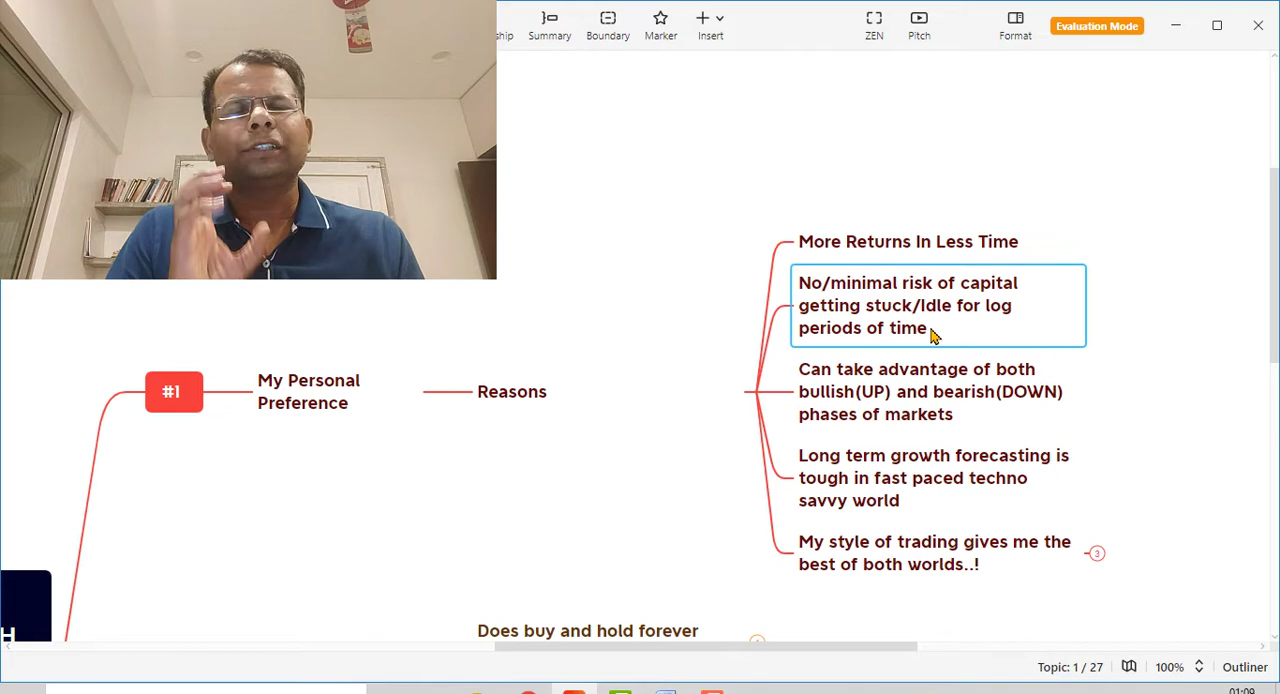 ship
Summary
Boundary
Marker
Insert
ZEN
Pitch
Format
Evaluation Mode
More Returns In Less Time
No/minimal risk of capital
getting stuck/Idle for log
periods of time
#1
My Personal
Preference
Reasons
Can take advantage of both
bullish(UP) and bearish(DOWN)
phases of markets
Long term growth forecasting is
tough in fast paced techno
savvy world
My style of trading gives me the
best of both worlds..!
3
H
Does buy and hold forever
Topic: 1 / 27
100%
Outliner
01:09